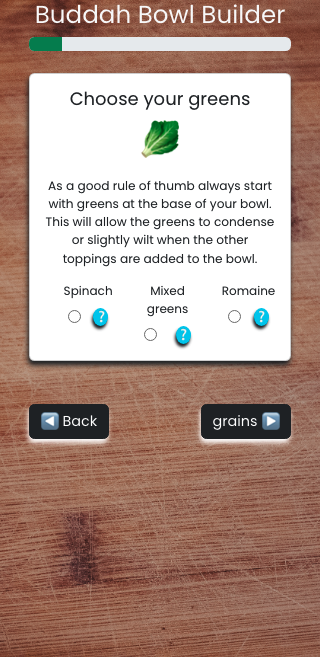 Buddah Bowl Builder
Choose your greens
As a good rule of thumb always start
with greens at the base of your bowl.
This will allow the greens to condense
or slightly wilt when the other
toppings are added to the bowl.
Spinach
?
Mixed
greens
?
Romaine
?
◀ Back
grains ▶